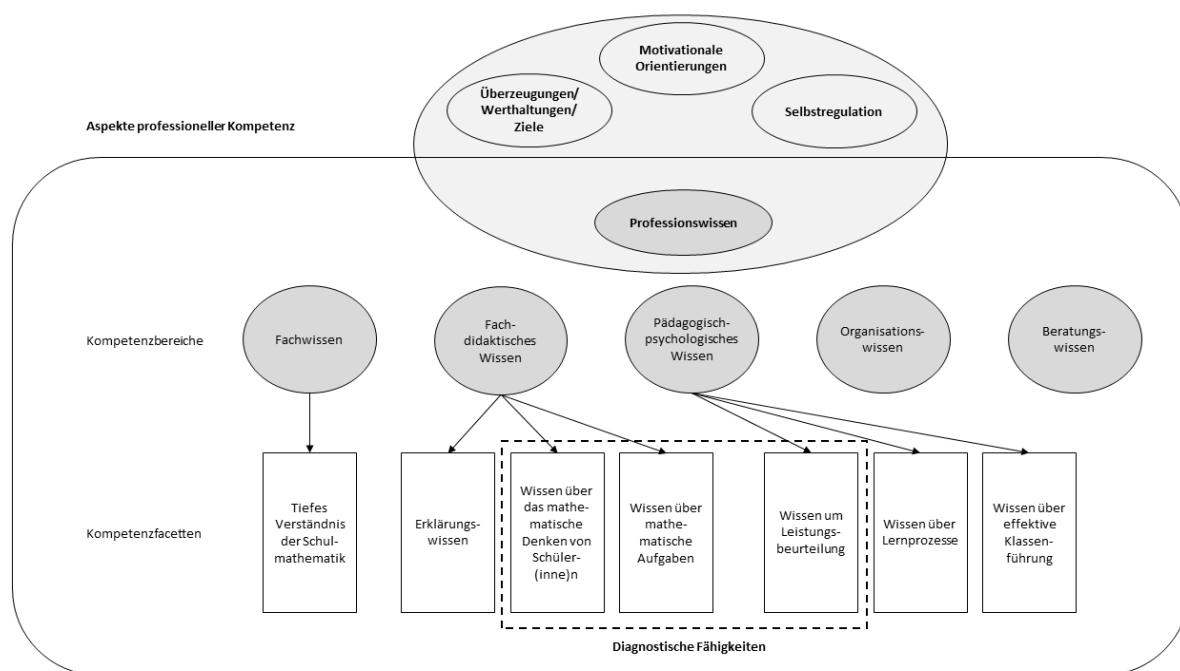 Motivationale
Orientierungen
Überzeugungen/
Werthaltungen/
Ziele
Selbstregulation
Aspekte professioneller Kompetenz
Professionswissen
Kompetenzbereiche
Fachwissen
Fach-
didaktisches
Wissen
Pädagogisch-
psychologisches
Wissen
Organisations-
wissen
Beratungs-
wissen
Kompetenzfacetten
Tiefes
Verständnis
der Schul-
mathematik
Erklärungs-
wissen
Wissen über
das mathe-
matische
Denken von
Schüler-
(inne)n
Wissen über
mathe-
matische
Aufgaben
Wissen um
Leistungs-
beurteilung
Wissen über
Lernprozesse
Wissen über
effektive
Klassen-
führung
Diagnostische Fähigkeiten